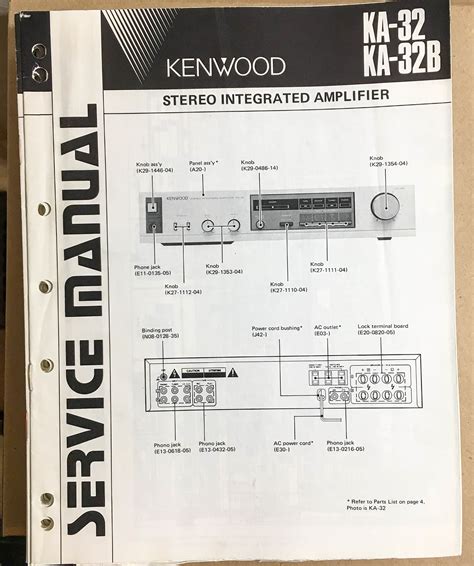 KENWOOD
KA-32
KA-32B
STEREO INTEGRATED AMPLIFIER
SERVICE MANUAL
Knob ass'y
(K29-1446-04)
Panel ass'y*
(A20-)
Knob
(K29-0486-14)
Knob
(K29-1354-04)
KENWOOD
Phone jack
(E11-0135-05)
Knob
(K27-1112-04)
Knob
(K29-1353-04)
Knob
(K27-1110-04)
Knob
(K27-1111-04)
Binding post
(N08-0128-35)
Power cord bushing*
(J42-)
AC outlet*
(E03-)
Lock terminal board
(E20-0820-05)
CAUTION
Phono jack
(E13-0618-05)
Phono jack
(E13-0432-05)
AC power cord*
(E30-)
Phono jack
(E13-0216-05)
* Refer to Parts List on page 4.
Photo is KA-32